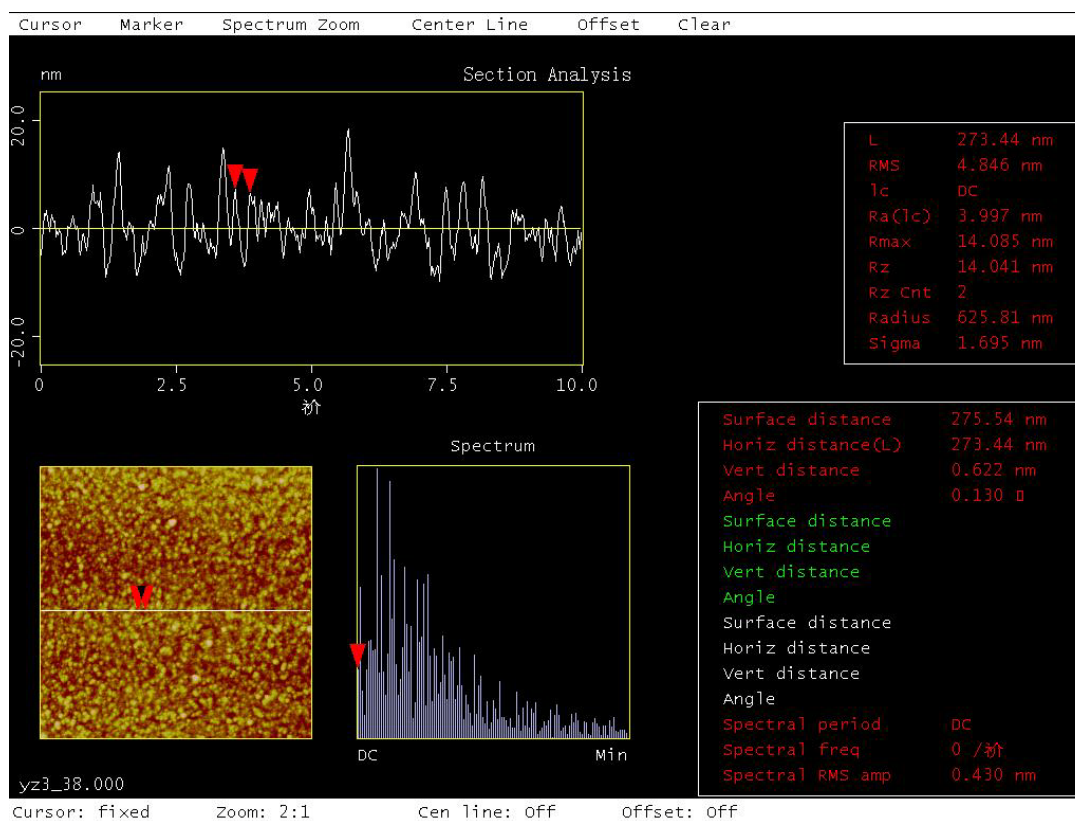 Cursor Marker Spectrum Zoom Center Line Offset Clear
nm Section Analysis
20.0
0
-20.0
0 2.5 5.0 7.5 10.0
祄
L 273.44 nm
RMS 4.846 nm
lc DC
Ra(lc) 3.997 nm
Rmax 14.085 nm
Rz 14.041 nm
Rz Cnt 2
Radius 625.81 nm
Sigma 1.695 nm
Surface distance 275.54 nm
Horiz distance(L) 273.44 nm
Vert distance 0.622 nm
Angle 0.130
Surface distance
Horiz distance
Vert distance
Angle
Surface distance
Horiz distance
Vert distance
Angle
Spectral period DC
Spectral freq 0 /祄
Spectral RMS amp 0.430 nm
Spectrum
DC Min
yz3_38.000
Cursor: fixed Zoom: 2:1 Cen line: Off Offset: Off